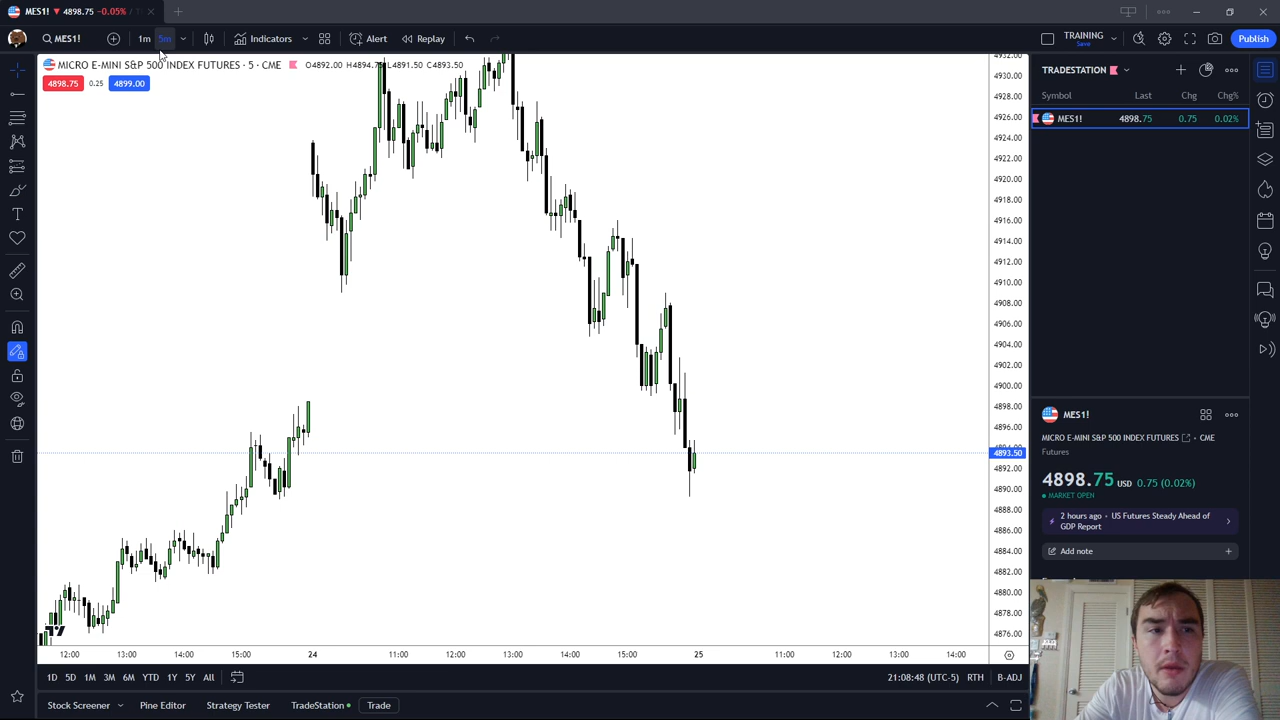 MES1! ▼ 4898.75 -0.05% / T
MES1!
1m
5m
Indicators
Alert
Replay
TRAINING
Save
Publish
MICRO E-MINI S&P 500 INDEX FUTURES · 5 · CME
O4892.00 H4894.75 L4891.50 C4893.50
4898.75
0.25
4899.00
TRADESTATION
Symbol Last Chg Chg%
MES1! 4898.75 0.75 0.02%
4932.00
4930.00
4928.00
4926.00
4924.00
4922.00
4920.00
4918.00
4916.00
4914.00
4912.00
4910.00
4908.00
4906.00
4904.00
4902.00
4900.00
4898.00
4896.00
4894.00
4893.50
4892.00
4890.00
4888.00
4886.00
4884.00
4882.00
4880.00
4878.00
4876.00
MES1!
MICRO E-MINI S&P 500 INDEX FUTURES • CME
Futures
4898.75 USD 0.75 (0.02%)
MARKET OPEN
2 hours ago • US Futures Steady Ahead of
GDP Report
Add note
12:00 13:00 14:00 15:00 24 11:00 12:00 13:00 14:00 15:00 25 11:00 12:00 13:00 14:00
1D 5D 1M 3M 6M YTD 1Y 5Y All
21:08:48 (UTC-5) RTH B-ADJ
Stock Screener Pine Editor Strategy Tester TradeStation Trade